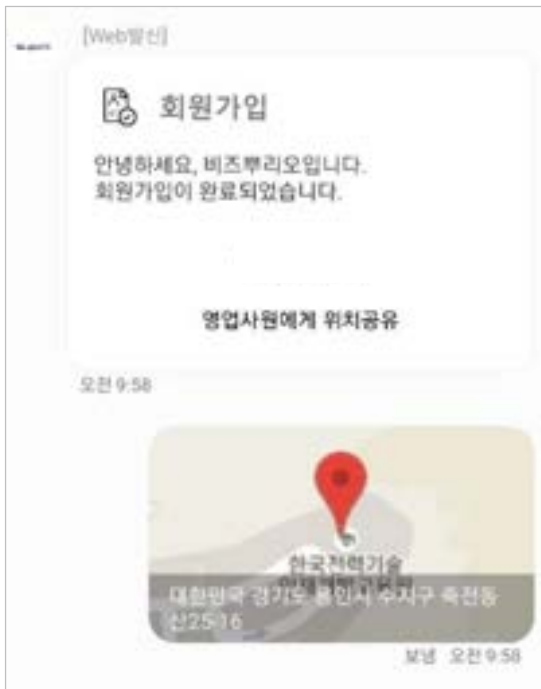 [Web발신]
회원가입
안녕하세요, 비즈뿌리오입니다.
회원가입이 완료되었습니다.
영업사원에게 위치공유
오전 9:58
한국전력기술
대한민국 경기도 용인시 수지구 죽전동
산25-16
보냄 오전 9:58